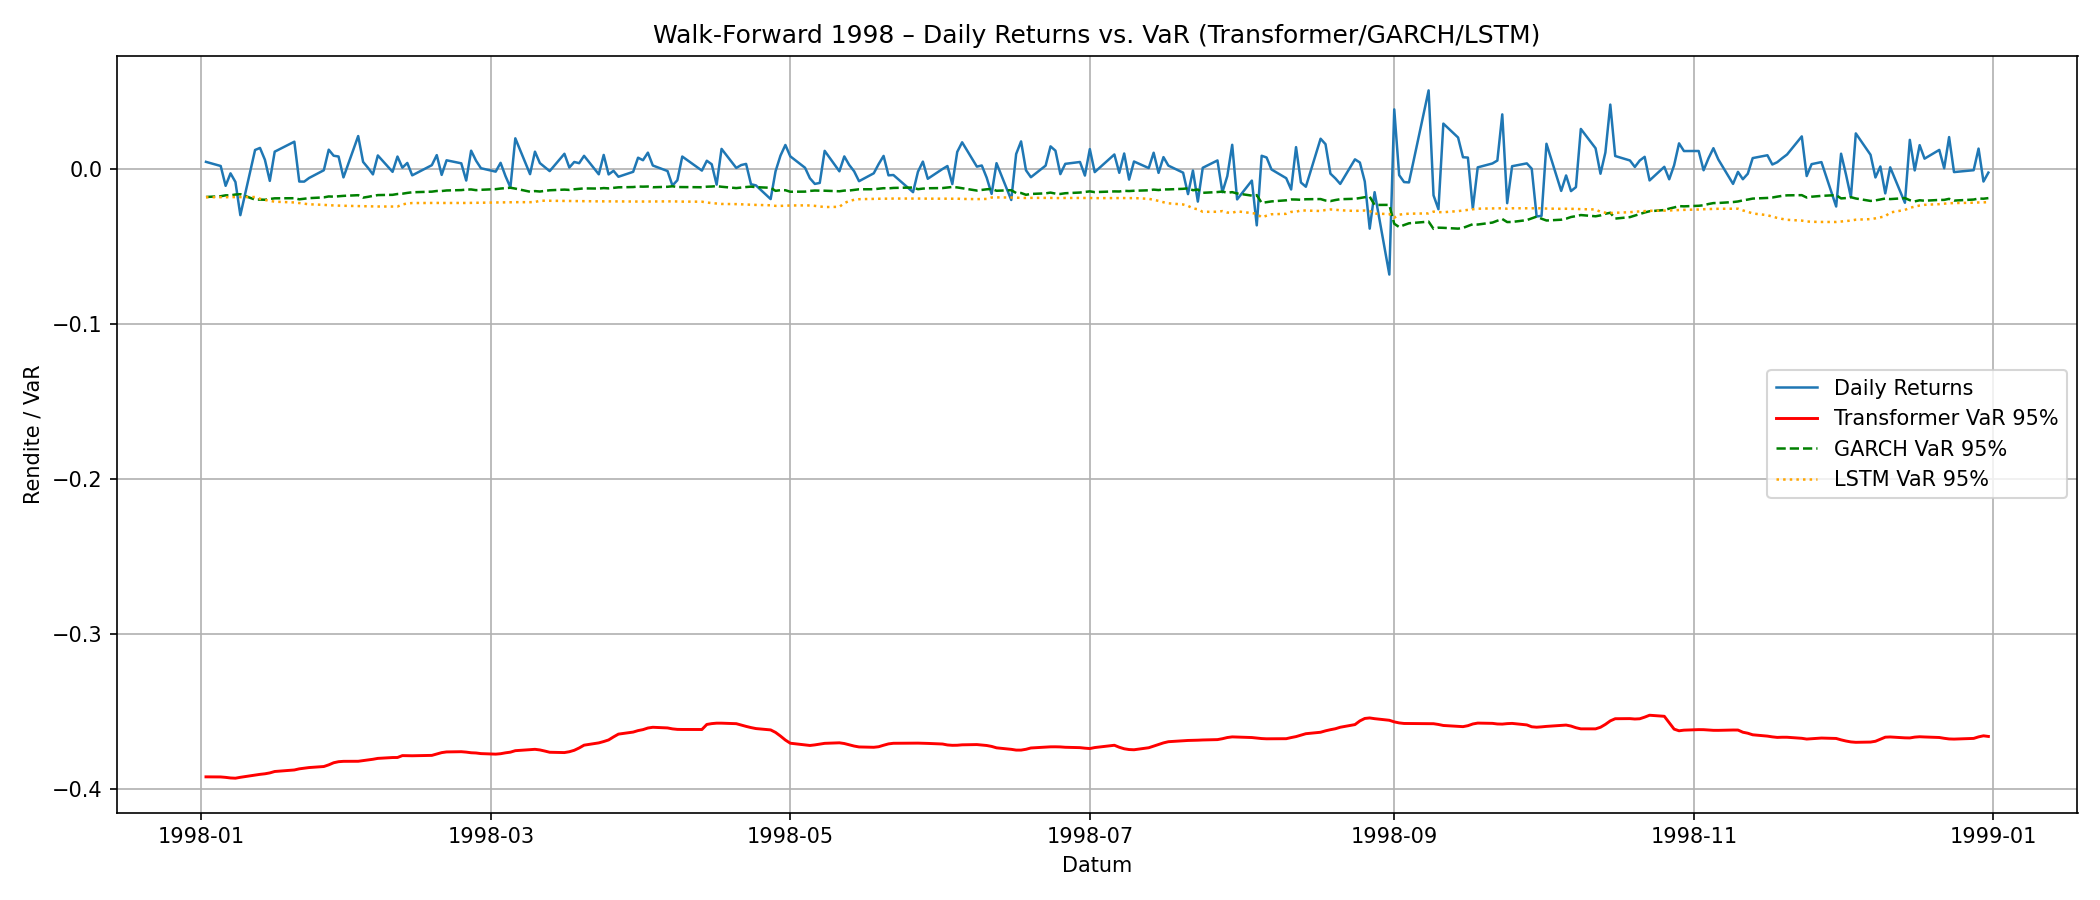 Walk-Forward 1998 – Daily Returns vs. VaR (Transformer/GARCH/LSTM)
Rendite / VaR
0.0
−0.1
−0.2
−0.3
−0.4
Daily Returns
Transformer VaR 95%
GARCH VaR 95%
LSTM VaR 95%
1998-01 1998-03 1998-05 1998-07 1998-09 1998-11 1999-01
Datum